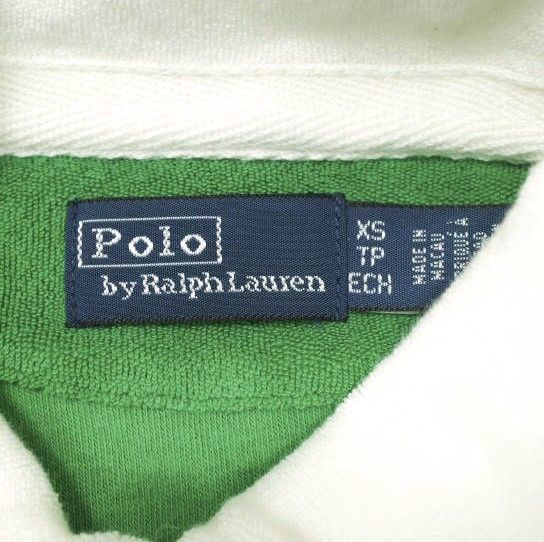 Polo
by Ralph Lauren
XS
TP
ECH
MADE IN
MACAU